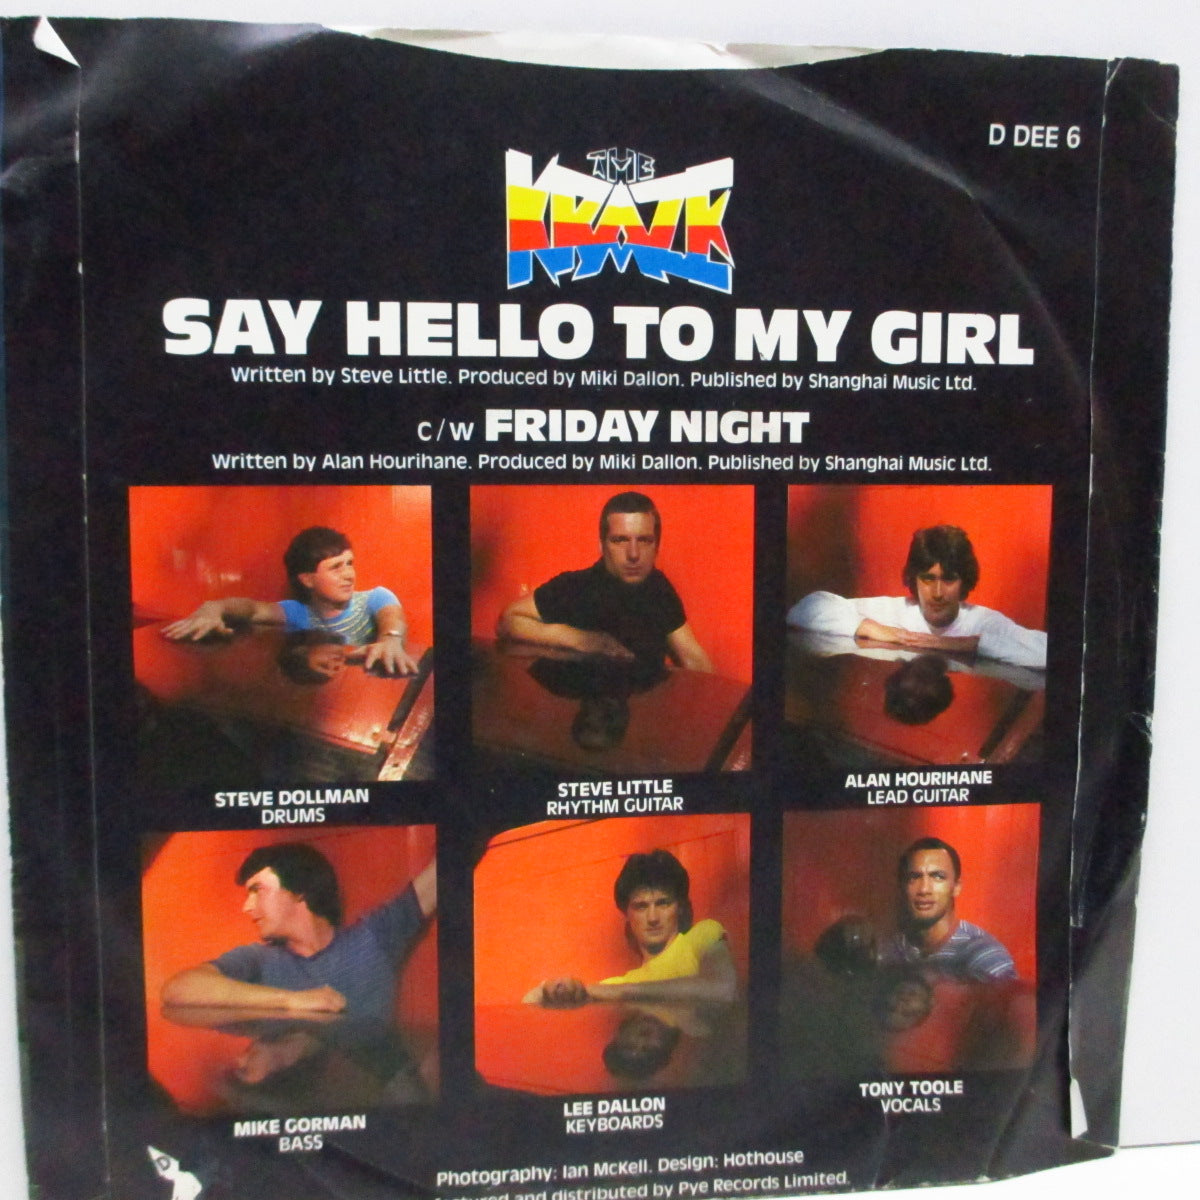 D DEE 6
THE
KRAZE
SAY HELLO TO MY GIRL
Written by Steve Little. Produced by Miki Dallon. Published by Shanghai Music Ltd.
c/w FRIDAY NIGHT
Written by Alan Hourihane. Produced by Miki Dallon. Published by Shanghai Music Ltd.
STEVE DOLLMAN
DRUMS
STEVE LITTLE
RHYTHM GUITAR
ALAN HOURIHANE
LEAD GUITAR
MIKE GORMAN
BASS
LEE DALLON
KEYBOARDS
TONY TOOLE
VOCALS
Photography: Ian McKell. Design: Hothouse
and distributed by Pye Records Limited.